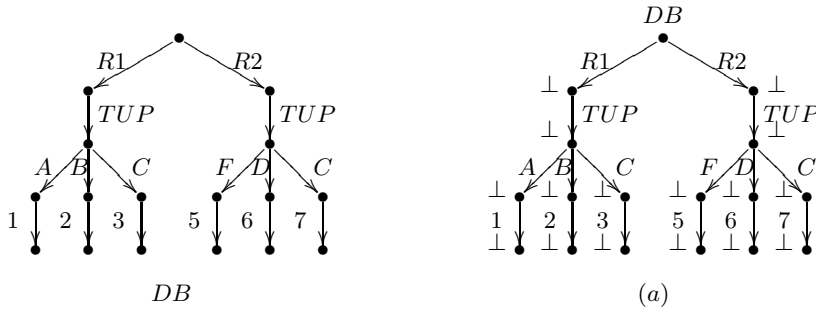 DB
R1 R2 R1 R2
⊥ ⊥
TUP TUP TUP TUP
⊥ ⊥
A B C F D C A B C F D C
⊥ ⊥ ⊥ ⊥ ⊥ ⊥
1 2 3 5 6 7 1 2 3 5 6 7
⊥ ⊥ ⊥ ⊥ ⊥ ⊥
DB (a)